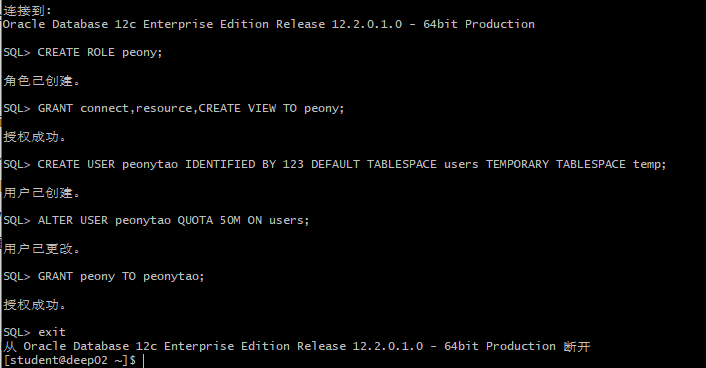 连接到:
Oracle Database 12c Enterprise Edition Release 12.2.0.1.0 - 64bit Production
SQL> CREATE ROLE peony;
角色已创建。
SQL> GRANT connect,resource,CREATE VIEW TO peony;
授权成功。
SQL> CREATE USER peonytao IDENTIFIED BY 123 DEFAULT TABLESPACE users TEMPORARY TABLESPACE temp;
用户已创建。
SQL> ALTER USER peonytao QUOTA 50M ON users;
用户已更改。
SQL> GRANT peony TO peonytao;
授权成功。
SQL> exit
从 Oracle Database 12c Enterprise Edition Release 12.2.0.1.0 - 64bit Production 断开
[student@deep02 ~]$